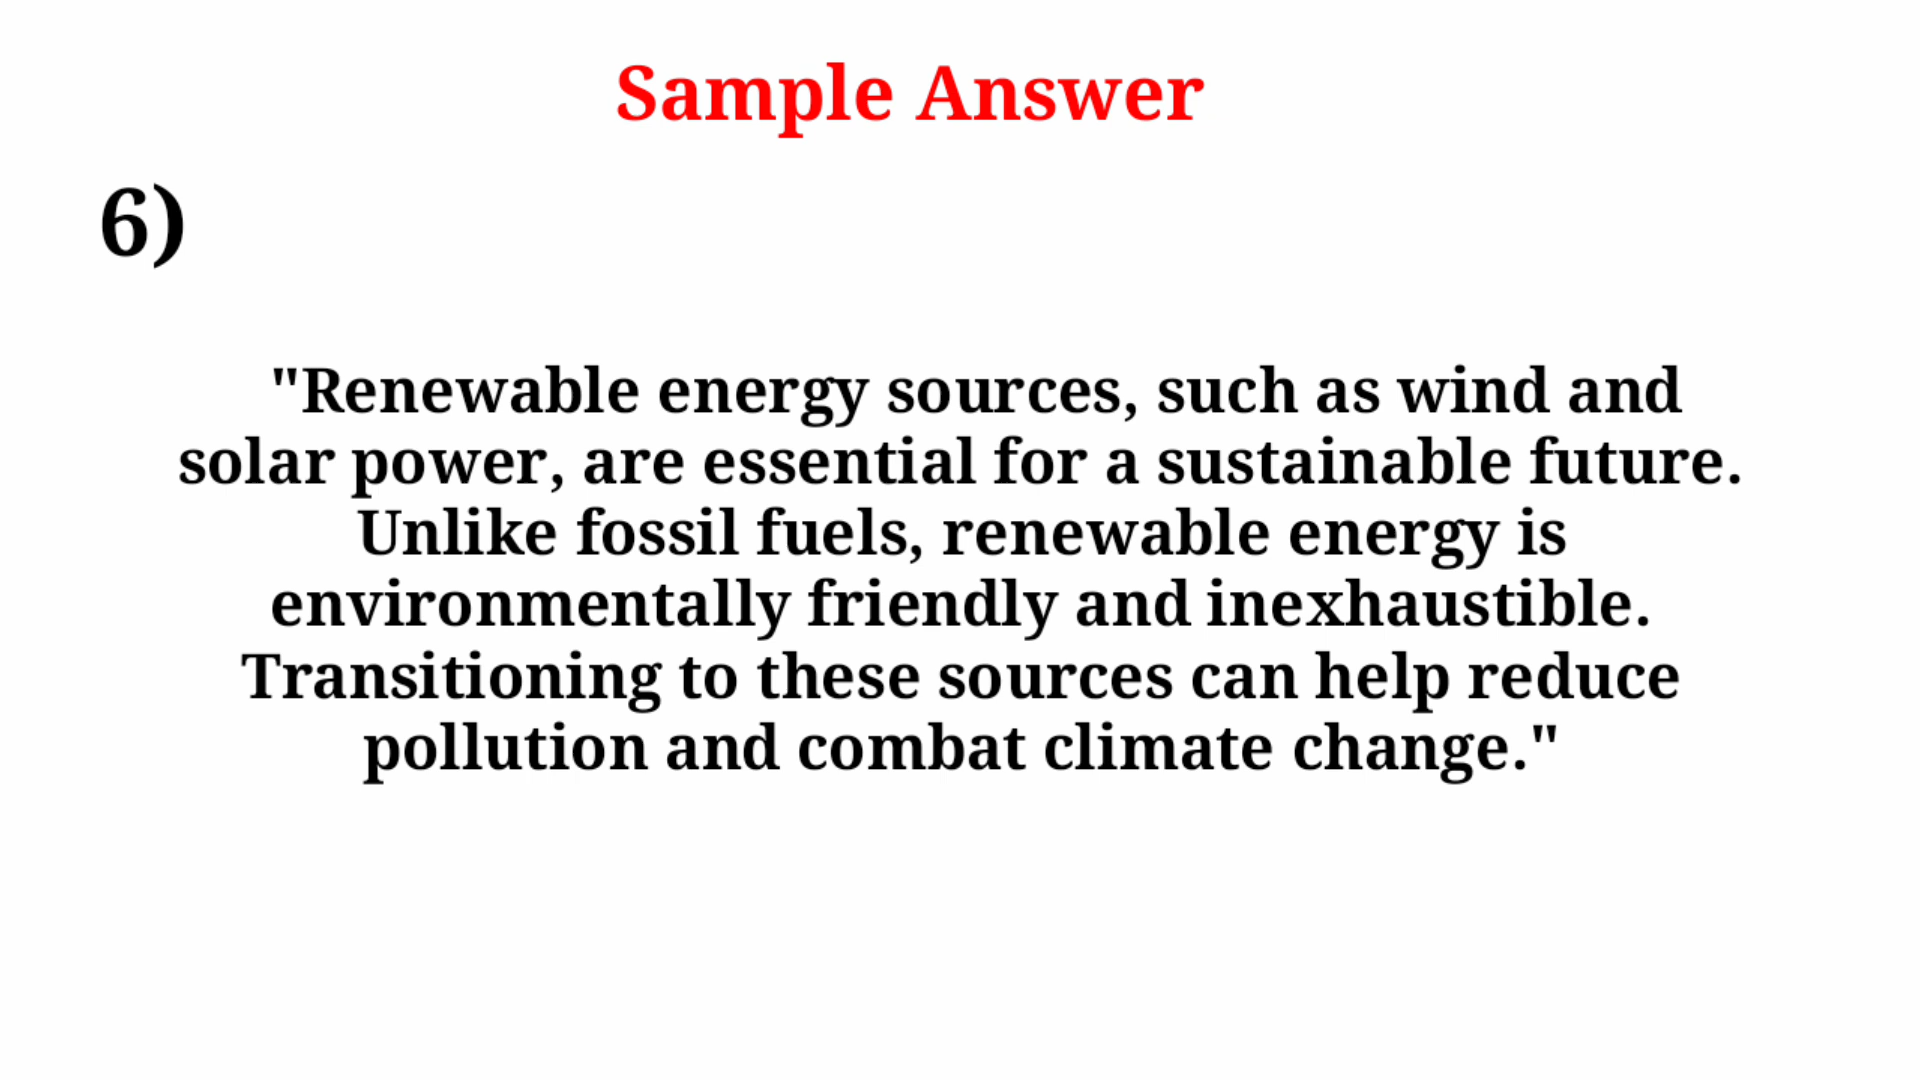 Sample Answer
6)
"Renewable energy sources, such as wind and
solar power, are essential for a sustainable future.
Unlike fossil fuels, renewable energy is
environmentally friendly and inexhaustible.
Transitioning to these sources can help reduce
pollution and combat climate change."